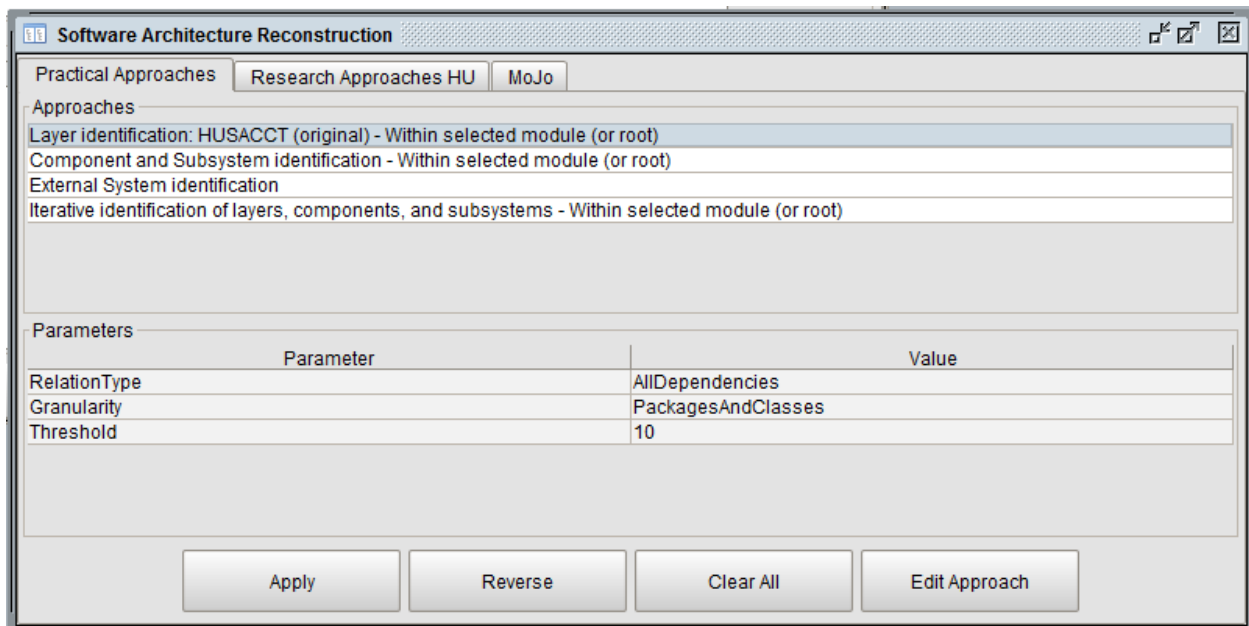 Software Architecture Reconstruction
Practical Approaches Research Approaches HU MoJo
Approaches
Layer identification: HUSACCT (original) - Within selected module (or root)
Component and Subsystem identification - Within selected module (or root)
External System identification
Iterative identification of layers, components, and subsystems - Within selected module (or root)
Parameters
Parameter Value
RelationType AllDependencies
Granularity PackagesAndClasses
Threshold 10
Apply Reverse Clear All Edit Approach